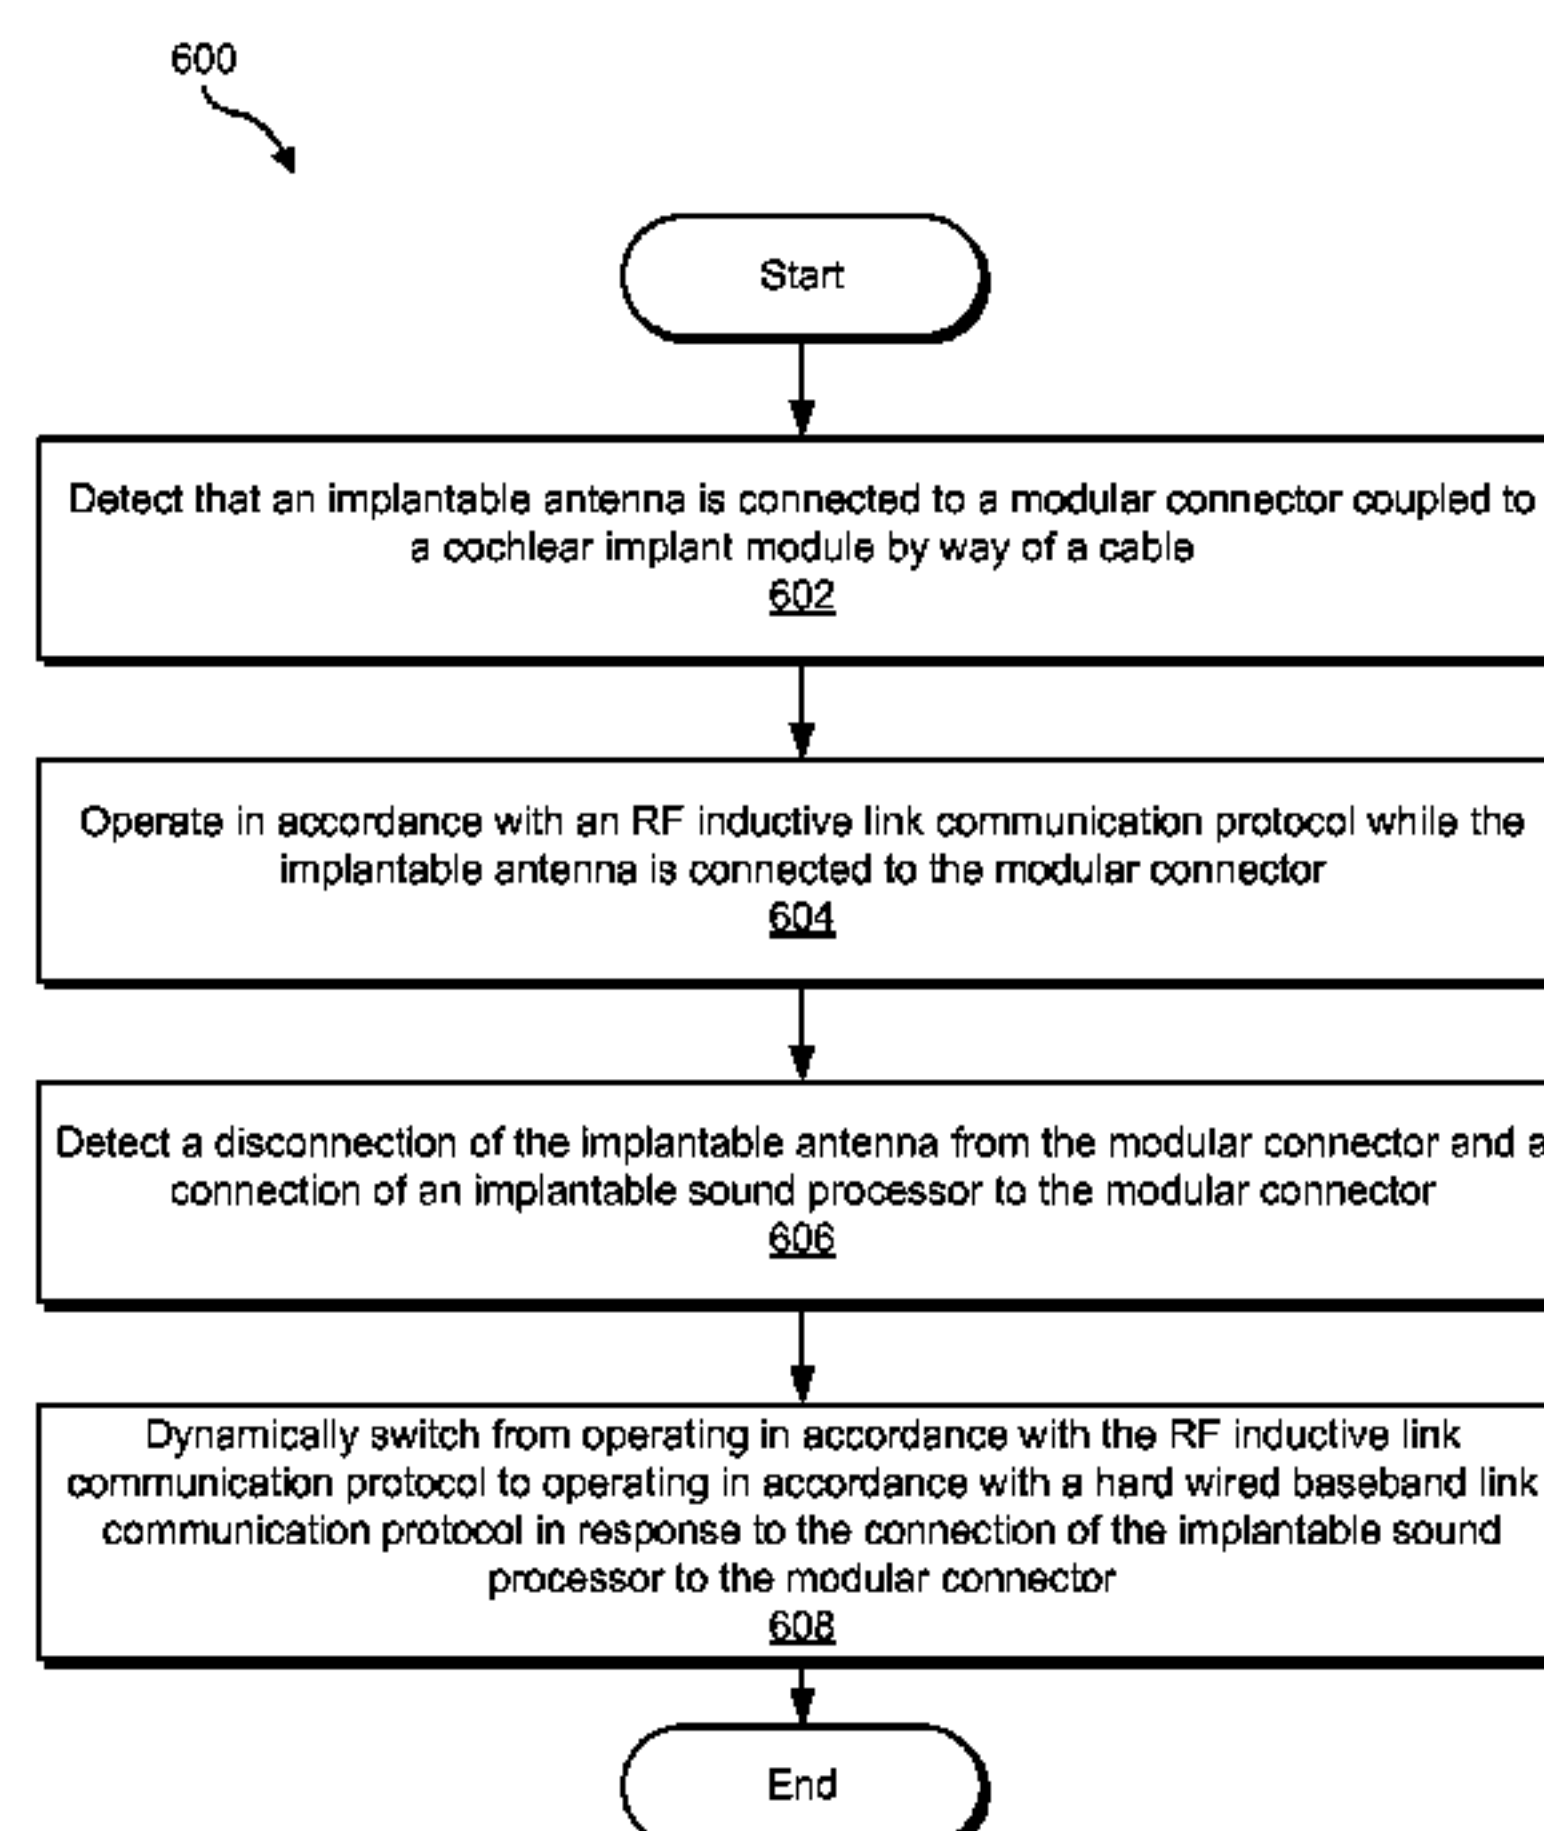 600
Start
Detect that an implantable antenna is connected to a modular connector coupled to
a cochlear implant module by way of a cable
602
Operate in accordance with an RF inductive link communication protocol while the
implantable antenna is connected to the modular connector
604
Detect a disconnection of the implantable antenna from the modular connector and a
connection of an implantable sound processor to the modular connector
606
Dynamically switch from operating in accordance with the RF inductive link
communication protocol to operating in accordance with a hard wired baseband link
communication protocol in response to the connection of the implantable sound
processor to the modular connector
608
End